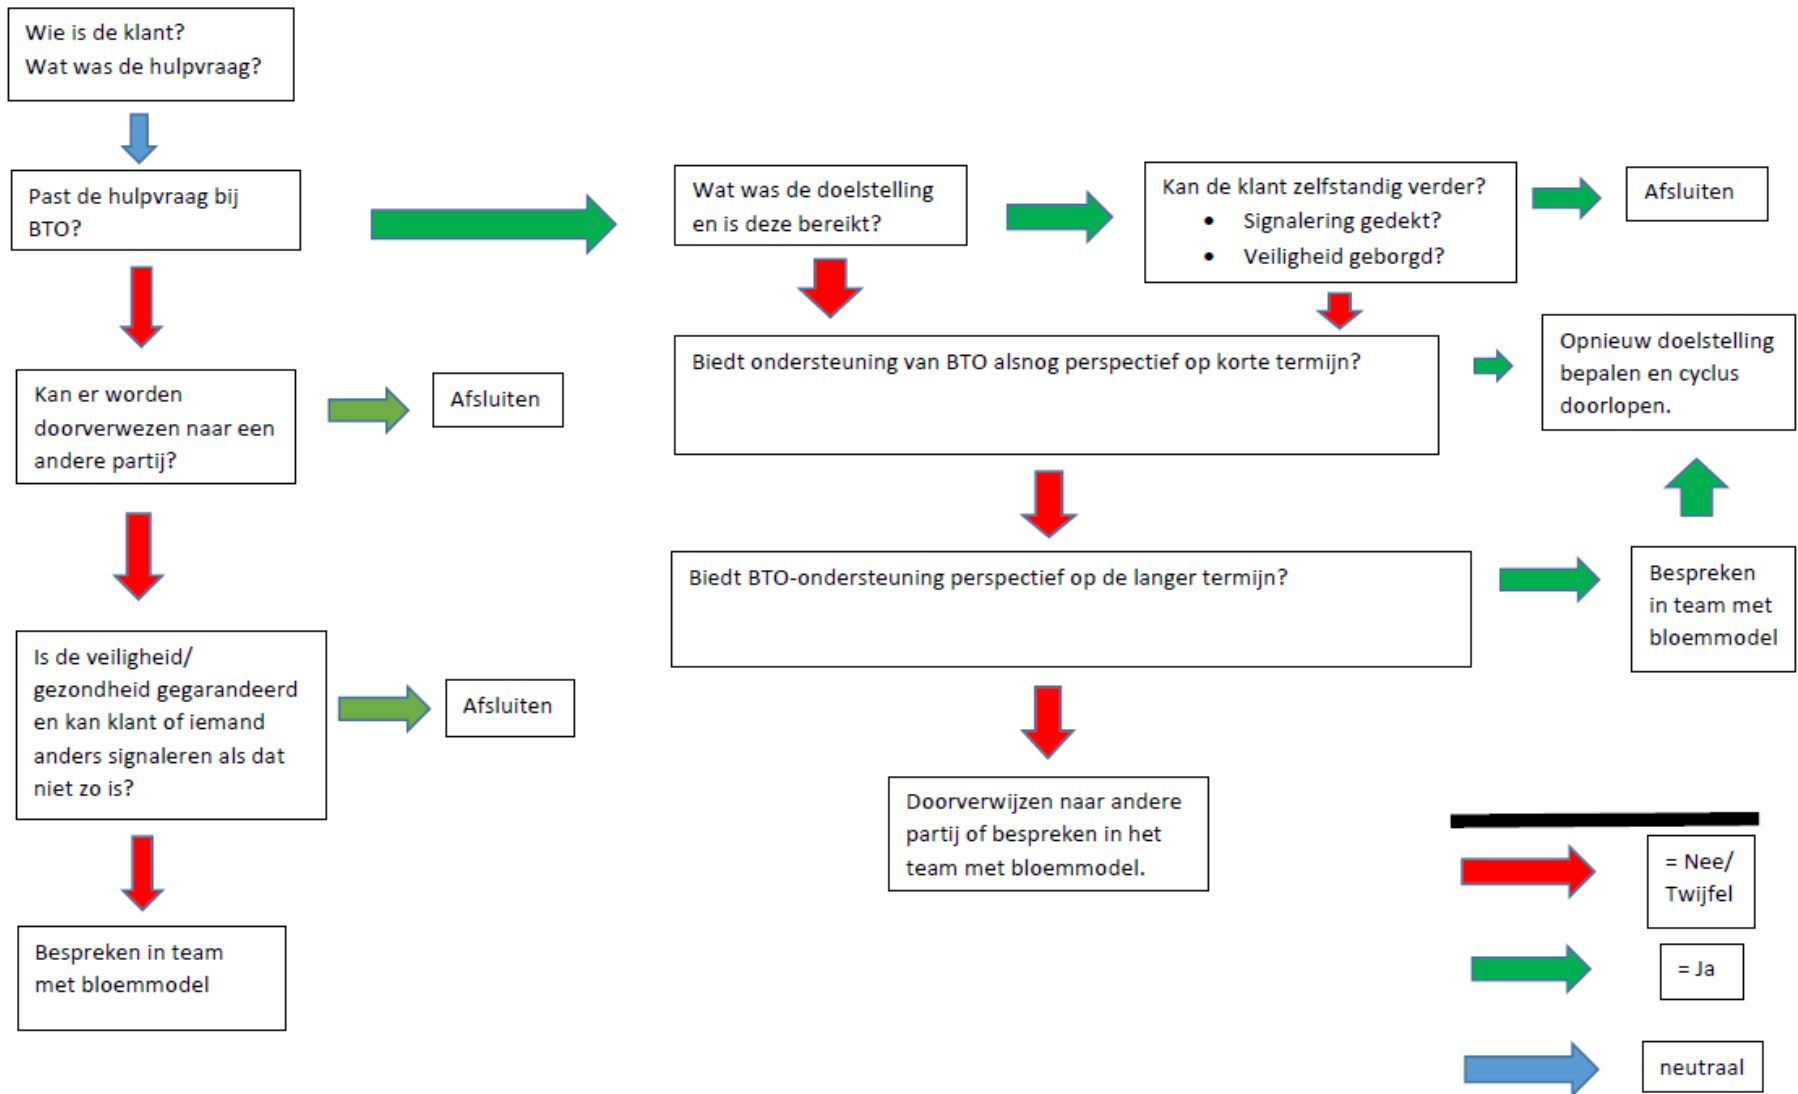 Wie is de klant?
Wat was de hulpvraag?
Past de hulpvraag bij
BTO?
Kan er worden
doorverwezen naar een
andere partij?
Afsluiten
Is de veiligheid/
gezondheid gegarandeerd
en kan klant of iemand
anders signaleren als dat
niet zo is?
Afsluiten
Bespreken in team
met bloemmodel
Wat was de doelstelling
en is deze bereikt?
Kan de klant zelfstandig verder?
• Signalering gedekt?
• Veiligheid geborgd?
Afsluiten
Biedt ondersteuning van BTO alsnog perspectief op korte termijn?
Opnieuw doelstelling
bepalen en cyclus
doorlopen.
Biedt BTO-ondersteuning perspectief op de langer termijn?
Bespreken
in team met
bloemmodel
Doorverwijzen naar andere
partij of bespreken in het
team met bloemmodel.
= Nee/
Twijfel
= Ja
neutraal